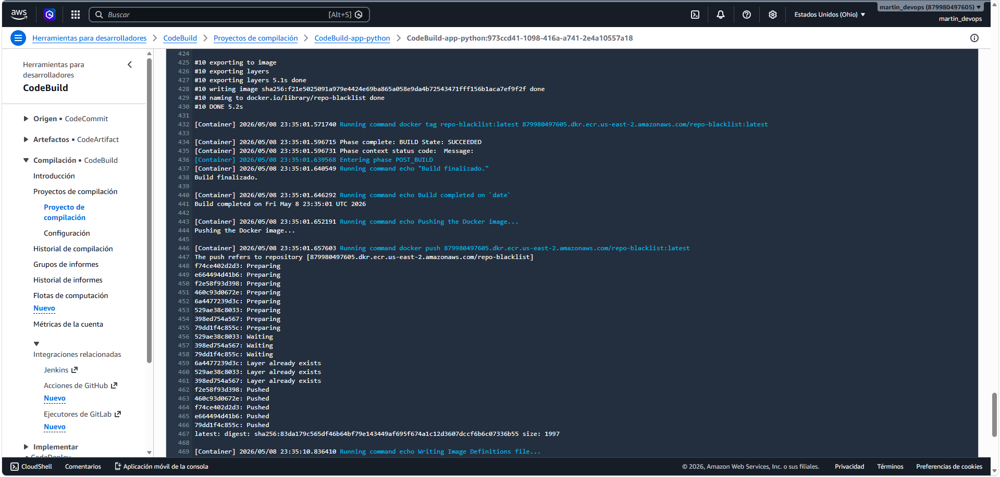 aws
Buscar
[Alt+S]
Estados Unidos (Ohio)
martin_devops (879980497605)
martin_devops
Herramientas para desarrolladores
CodeBuild
Proyectos de compilación
CodeBuild-app-python
CodeBuild-app-python:973ccd41-1098-416a-a741-2e4a10557a18
Herramientas para
desarrolladores
CodeBuild
Origen • CodeCommit
Artefactos • CodeArtifact
Compilación • CodeBuild
Introducción
Proyectos de compilación
Proyecto de
compilación
Configuración
Historial de compilación
Grupos de informes
Historial de informes
Flotas de computación
Nuevo
Métricas de la cuenta
Integraciones relacionadas
Jenkins
Acciones de GitHub
Nuevo
Ejecutores de GitLab
Nuevo
Implementar
• CodeDeploy
424
425 #10 exporting to image
426 #10 exporting layers
427 #10 exporting layers 5.1s done
428 #10 writing image sha256:f21e5025091a979e4424e69ba865a058e9da4b72543471fff156b1aca7ef9f2f done
429 #10 naming to docker.io/library/repo-blacklist done
430 #10 DONE 5.2s
431
432 [Container] 2026/05/08 23:35:01.571740 Running command docker tag repo-blacklist:latest 879980497605.dkr.ecr.us-east-2.amazonaws.com/repo-blacklist:latest
433
434 [Container] 2026/05/08 23:35:01.596715 Phase complete: BUILD State: SUCCEEDED
435 [Container] 2026/05/08 23:35:01.596731 Phase context status code:  Message:
436 [Container] 2026/05/08 23:35:01.639568 Entering phase POST_BUILD
437 [Container] 2026/05/08 23:35:01.640549 Running command echo "Build finalizado."
438 Build finalizado.
439
440 [Container] 2026/05/08 23:35:01.646292 Running command echo Build completed on `date`
441 Build completed on Fri May 8 23:35:01 UTC 2026
442
443 [Container] 2026/05/08 23:35:01.652191 Running command echo Pushing the Docker image...
444 Pushing the Docker image...
445
446 [Container] 2026/05/08 23:35:01.657603 Running command docker push 879980497605.dkr.ecr.us-east-2.amazonaws.com/repo-blacklist:latest
447 The push refers to repository [879980497605.dkr.ecr.us-east-2.amazonaws.com/repo-blacklist]
448 f74ce402d2d3: Preparing
449 e664494d41b6: Preparing
450 f2e58f93d398: Preparing
451 460c93d0672e: Preparing
452 6a4477239d3c: Preparing
453 529ae38c8033: Preparing
454 398ed754a567: Preparing
455 79dd1f4c855c: Preparing
456 529ae38c8033: Waiting
457 398ed754a567: Waiting
458 79dd1f4c855c: Waiting
459 6a4477239d3c: Layer already exists
460 529ae38c8033: Layer already exists
461 398ed754a567: Layer already exists
462 f2e58f93d398: Pushed
463 460c93d0672e: Pushed
464 f74ce402d2d3: Pushed
465 e664494d41b6: Pushed
466 79dd1f4c855c: Pushed
467 latest: digest: sha256:83da179c565df46b64bf79e143449af695f674a1c12d3607dccf6b6c07336b55 size: 1997
468
469 [Container] 2026/05/08 23:35:10.836410 Running command echo Writing Image Definitions file...
CloudShell
Comentarios
Aplicación móvil de la consola
© 2026, Amazon Web Services, Inc. o sus filiales.
Privacidad
Términos
Preferencias de cookies